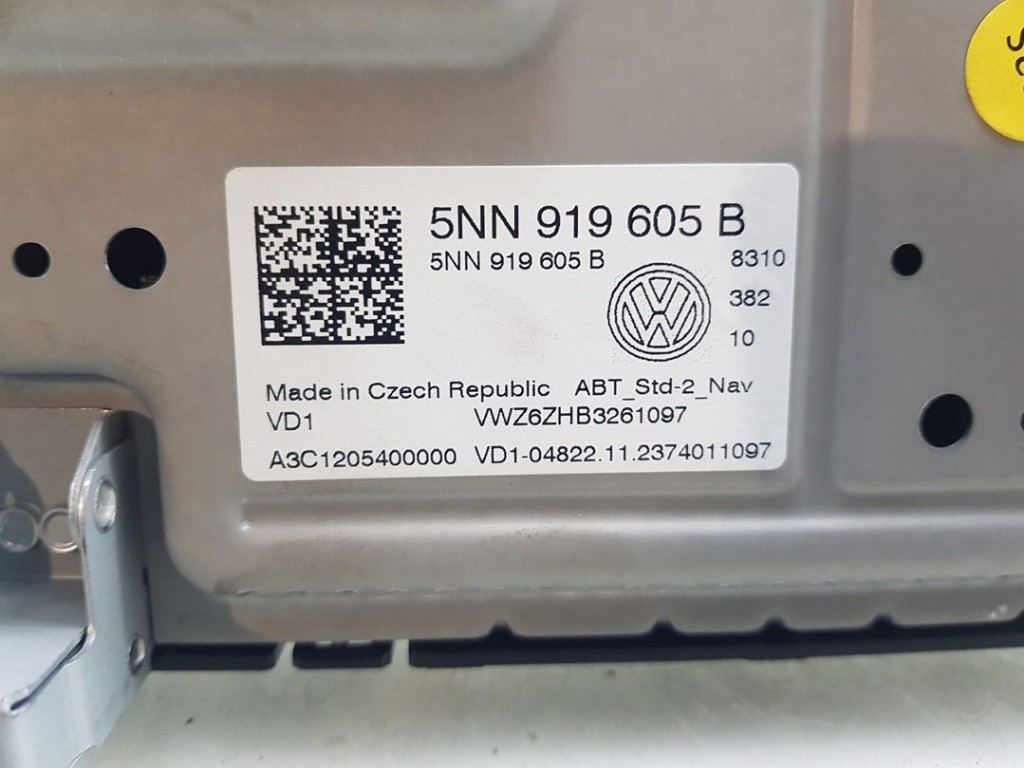 5NN 919 605 B
5NN 919 605 B 8310
382
10
Made in Czech Republic ABT_Std-2_Nav
VD1 VWZ6ZHB3261097
A3C1205400000 VD1-04822.11.2374011097